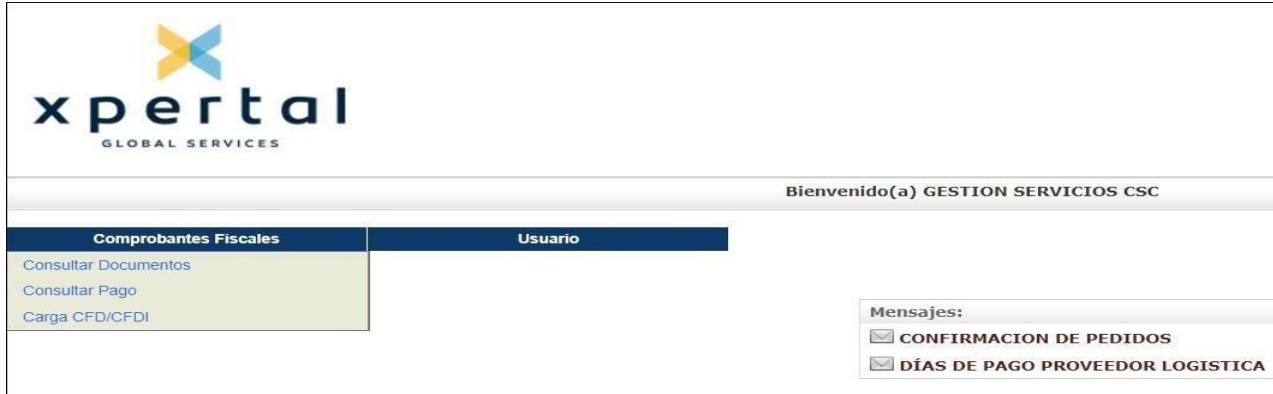 xpertal
GLOBAL SERVICES
Bienvenido(a) GESTION SERVICIOS CSC
Comprobantes Fiscales
Usuario
Consultar Documentos
Consultar Pago
Carga CFD/CFDI
Mensajes:
CONFIRMACION DE PEDIDOS
DÍAS DE PAGO PROVEEDOR LOGISTICA